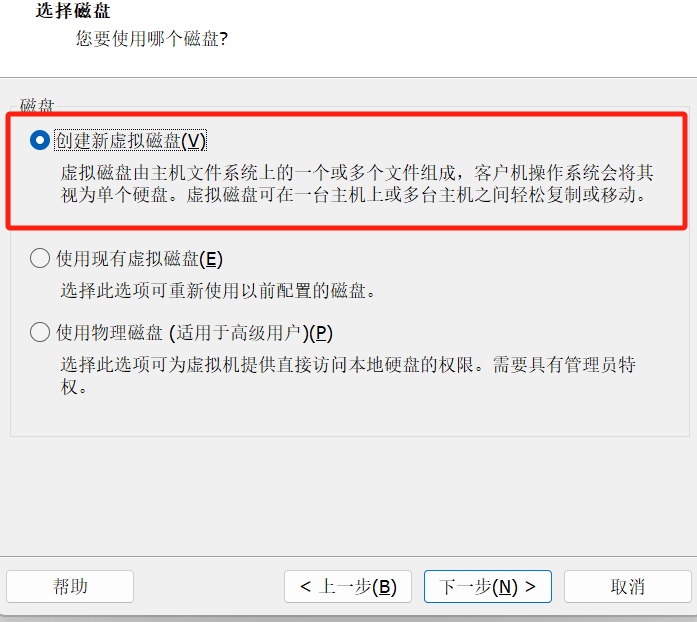 选择磁盘
您要使用哪个磁盘?
磁盘
创建新虚拟磁盘(V)
虚拟磁盘由主机文件系统上的一个或多个文件组成，客户机操作系统会将其
视为单个硬盘。虚拟磁盘可在一台主机上或多台主机之间轻松复制或移动。
使用现有虚拟磁盘(E)
选择此选项可重新使用以前配置的磁盘。
使用物理磁盘 (适用于高级用户)(P)
选择此选项可为虚拟机提供直接访问本地硬盘的权限。需要具有管理员特
权。
帮助
< 上一步(B)
下一步(N) >
取消